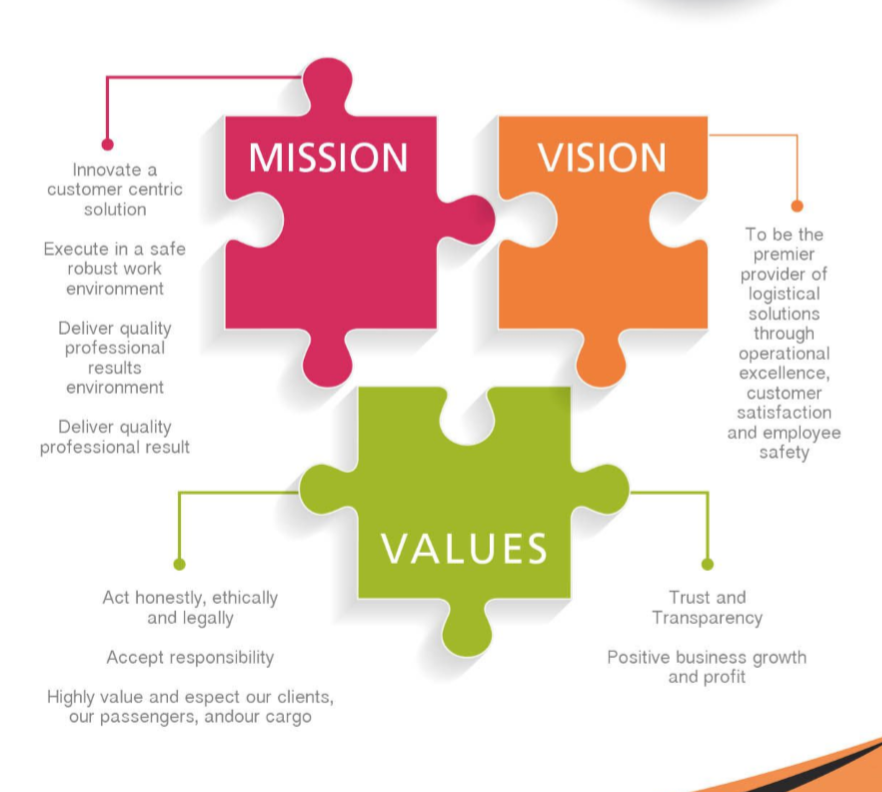 MISSION
Innovate a
customer centric
solution
Execute in a safe
robust work
environment
Deliver quality
professional
results
environment
Deliver quality
professional result
VISION
To be the
premier
provider of
logistical
solutions
through
operational
excellence,
customer
satisfaction
and employee
safety
VALUES
Act honestly, ethically
and legally
Accept responsibility
Highly value and espect our clients,
our passengers, andour cargo
Trust and
Transparency
Positive business growth
and profit